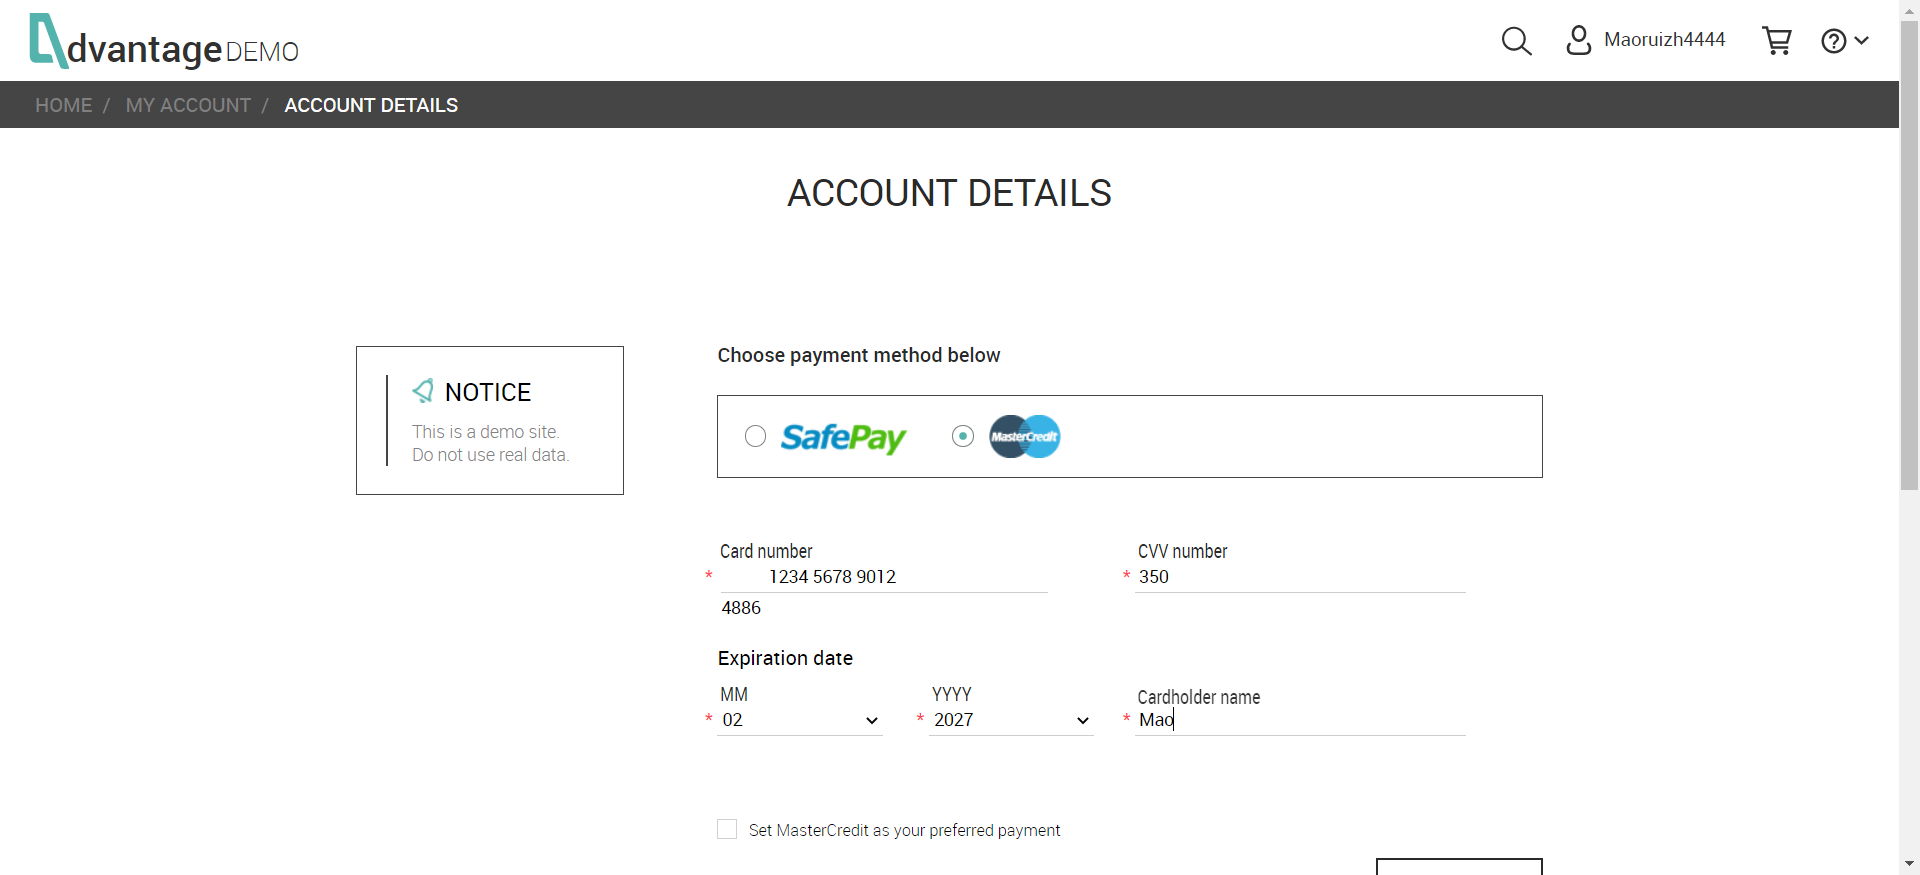 dvantage DEMO
Maoruizh4444
HOME / MY ACCOUNT / ACCOUNT DETAILS
ACCOUNT DETAILS
NOTICE
This is a demo site.
Do not use real data.
Choose payment method below
SafePay
MasterCredit
Card number
* 1234 5678 9012
4886
CVV number
* 350
Expiration date
MM
* 02
YYYY
* 2027
Cardholder name
* Mao
Set MasterCredit as your preferred payment